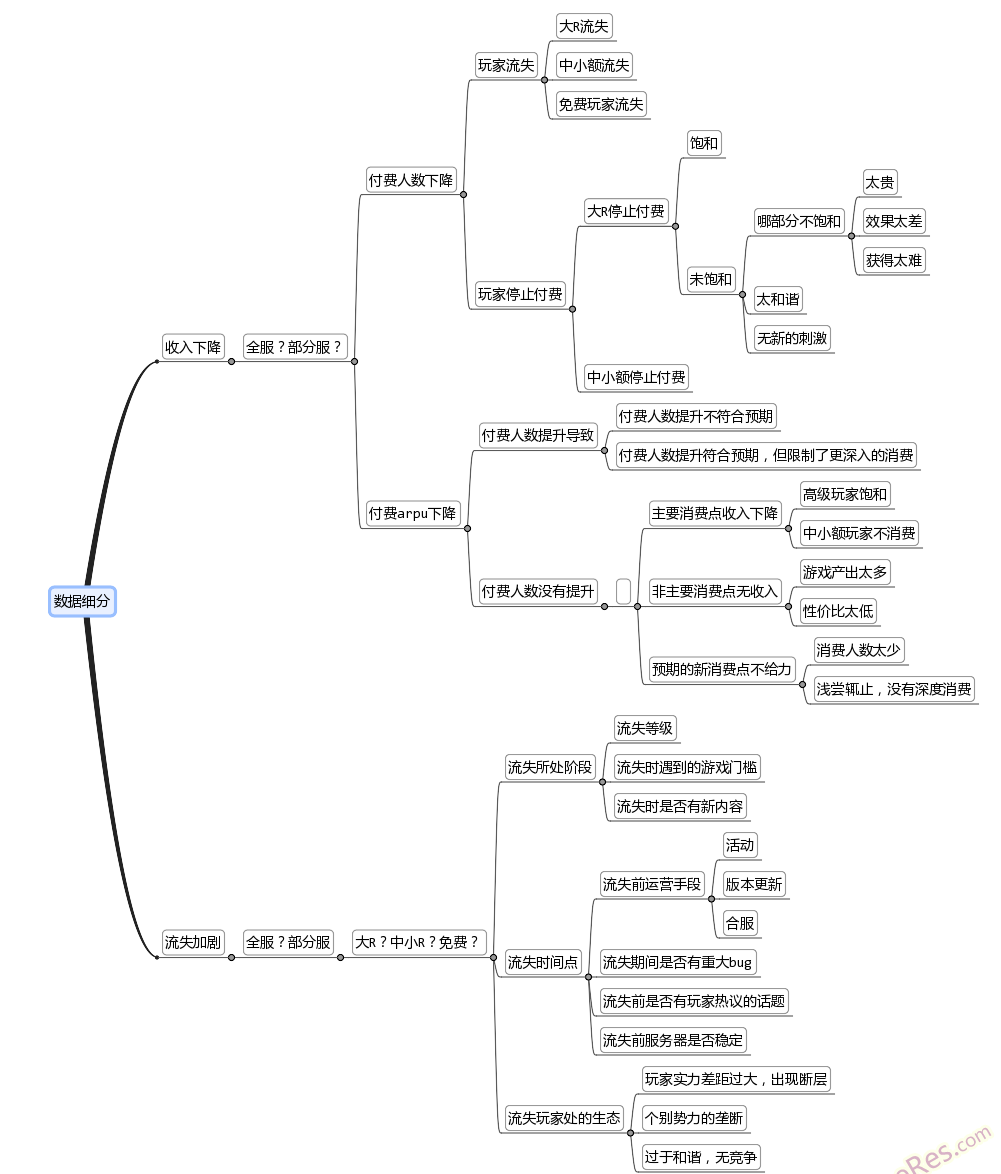 大R流失
玩家流失
中小额流失
免费玩家流失
饱和
付费人数下降
太贵
大R停止付费
哪部分不饱和
效果太差
获得太难
未饱和
玩家停止付费
太和谐
无新的刺激
收入下降
全服？部分服？
中小额停止付费
付费人数提升不符合预期
付费人数提升导致
付费人数提升符合预期，但限制了更深入的消费
高级玩家饱和
付费arpu下降
主要消费点收入下降
中小额玩家不消费
游戏产出太多
付费人数没有提升
非主要消费点无收入
数据细分
性价比太低
消费人数太少
预期的新消费点不给力
浅尝辄止，没有深度消费
流失等级
流失所处阶段
流失时遇到的游戏门槛
流失时是否有新内容
活动
流失前运营手段
版本更新
合服
流失加剧
全服？部分服
大R？中小R？免费？
流失时间点
流失期间是否有重大bug
流失前是否有玩家热议的话题
流失前服务器是否稳定
玩家实力差距过大，出现断层
流失玩家处的生态
个别势力的垄断
过于和谐，无竞争
Res.com